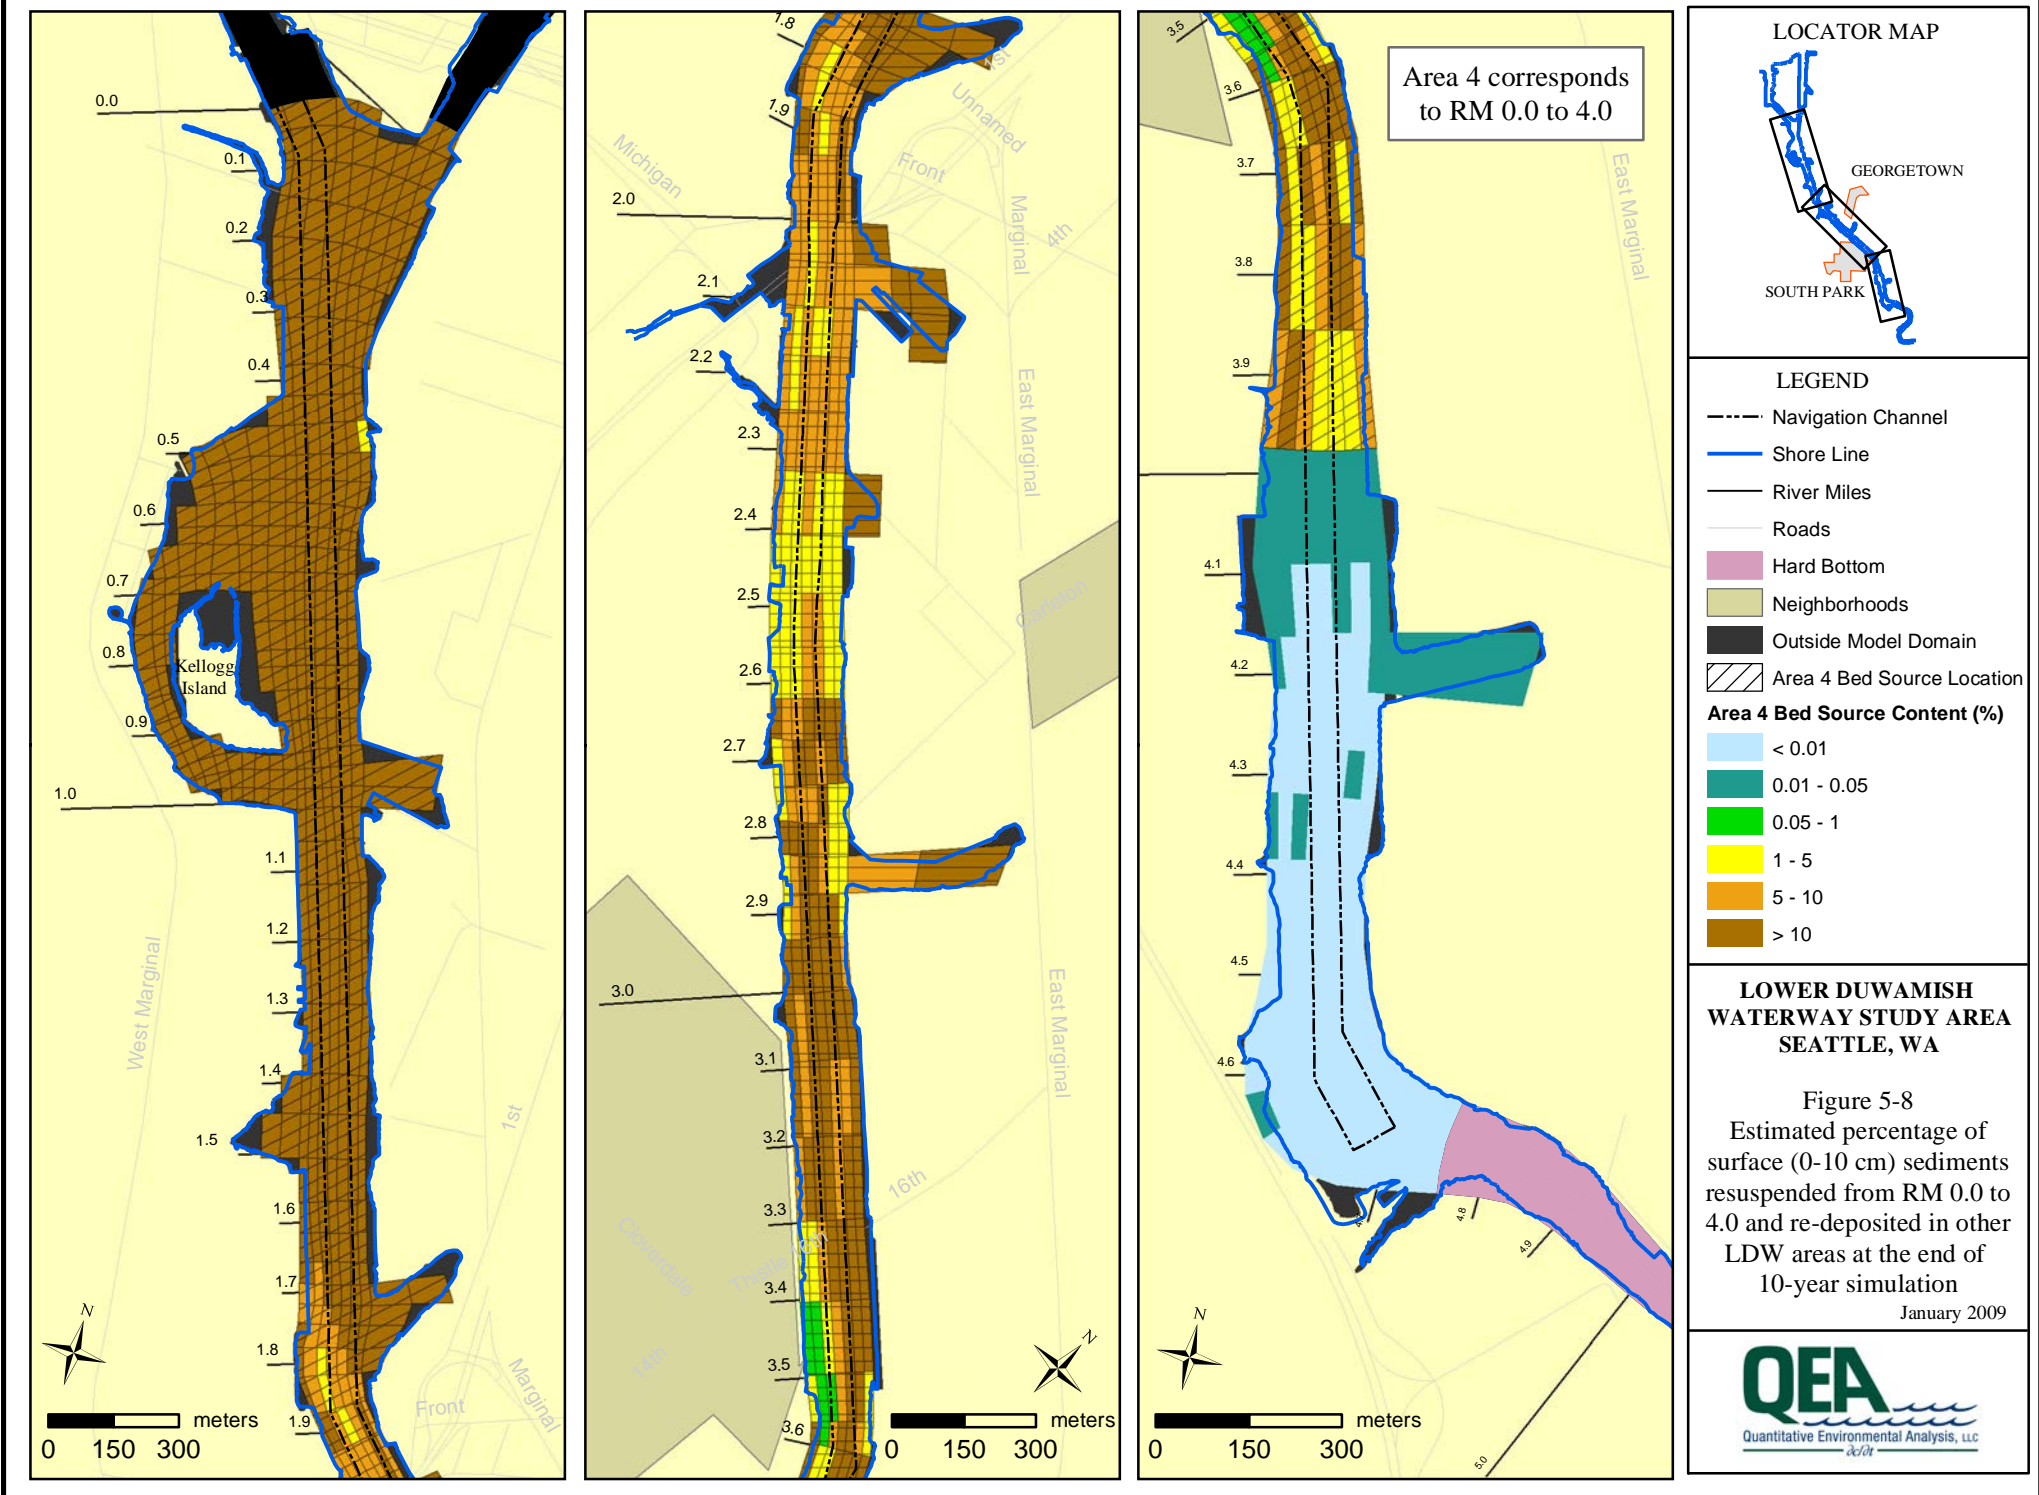 0.0
0.1
0.2
0.3
0.4
0.5
0.6
0.7
0.8
0.9
Kellogg
Island
1.0
1.1
1.2
1.3
1.4
1.5
1.6
1.7
1.8
1.9
West Marginal
1st
Front
Marginal
N
meters
0 150 300
1.8
1.9
2.0
2.1
2.2
2.3
2.4
2.5
2.6
2.7
2.8
2.9
3.0
3.1
3.2
3.3
3.4
3.5
3.6
Michigan
1st
Unnamed
Front
Marginal
4th
East Marginal
Carleton
East Marginal
16th
Cloverdale
Thistle
16th
14th
N
meters
0 150 300
3.5
3.6
3.7
3.8
3.9
4.1
4.2
4.3
4.4
4.5
4.6
4.8
4.9
5.0
Area 4 corresponds
to RM 0.0 to 4.0
East Marginal
N
meters
0 150 300
LOCATOR MAP
GEORGETOWN
SOUTH PARK
LEGEND
Navigation Channel
Shore Line
River Miles
Roads
Hard Bottom
Neighborhoods
Outside Model Domain
Area 4 Bed Source Location
Area 4 Bed Source Content (%)
< 0.01
0.01 - 0.05
0.05 - 1
1 - 5
5 - 10
> 10
LOWER DUWAMISH
WATERWAY STUDY AREA
SEATTLE, WA
Figure 5-8
Estimated percentage of
surface (0-10 cm) sediments
resuspended from RM 0.0 to
4.0 and re-deposited in other
LDW areas at the end of
10-year simulation
January 2009
QEA
Quantitative Environmental Analysis, LLC
∂c/∂t